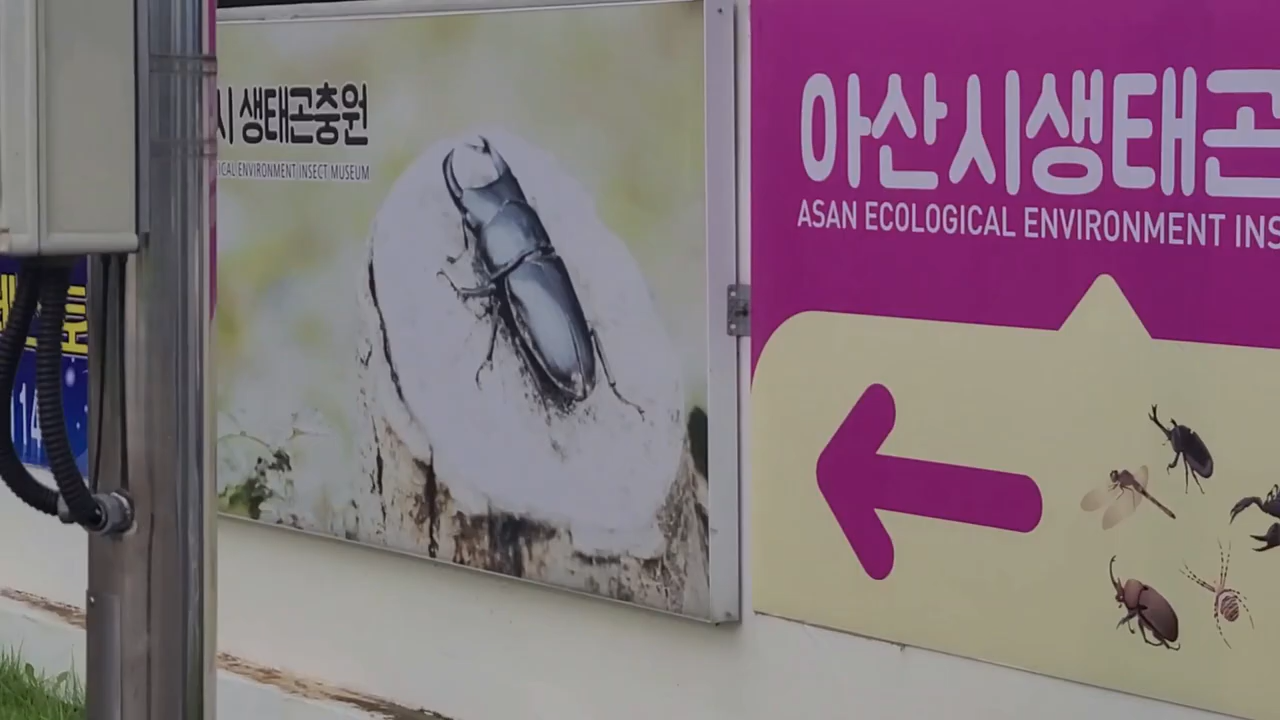 시 생태곤충원
ICAL ENVIRONMENT INSECT MUSEUM
아산시생태곤
ASAN ECOLOGICAL ENVIRONMENT INS
14